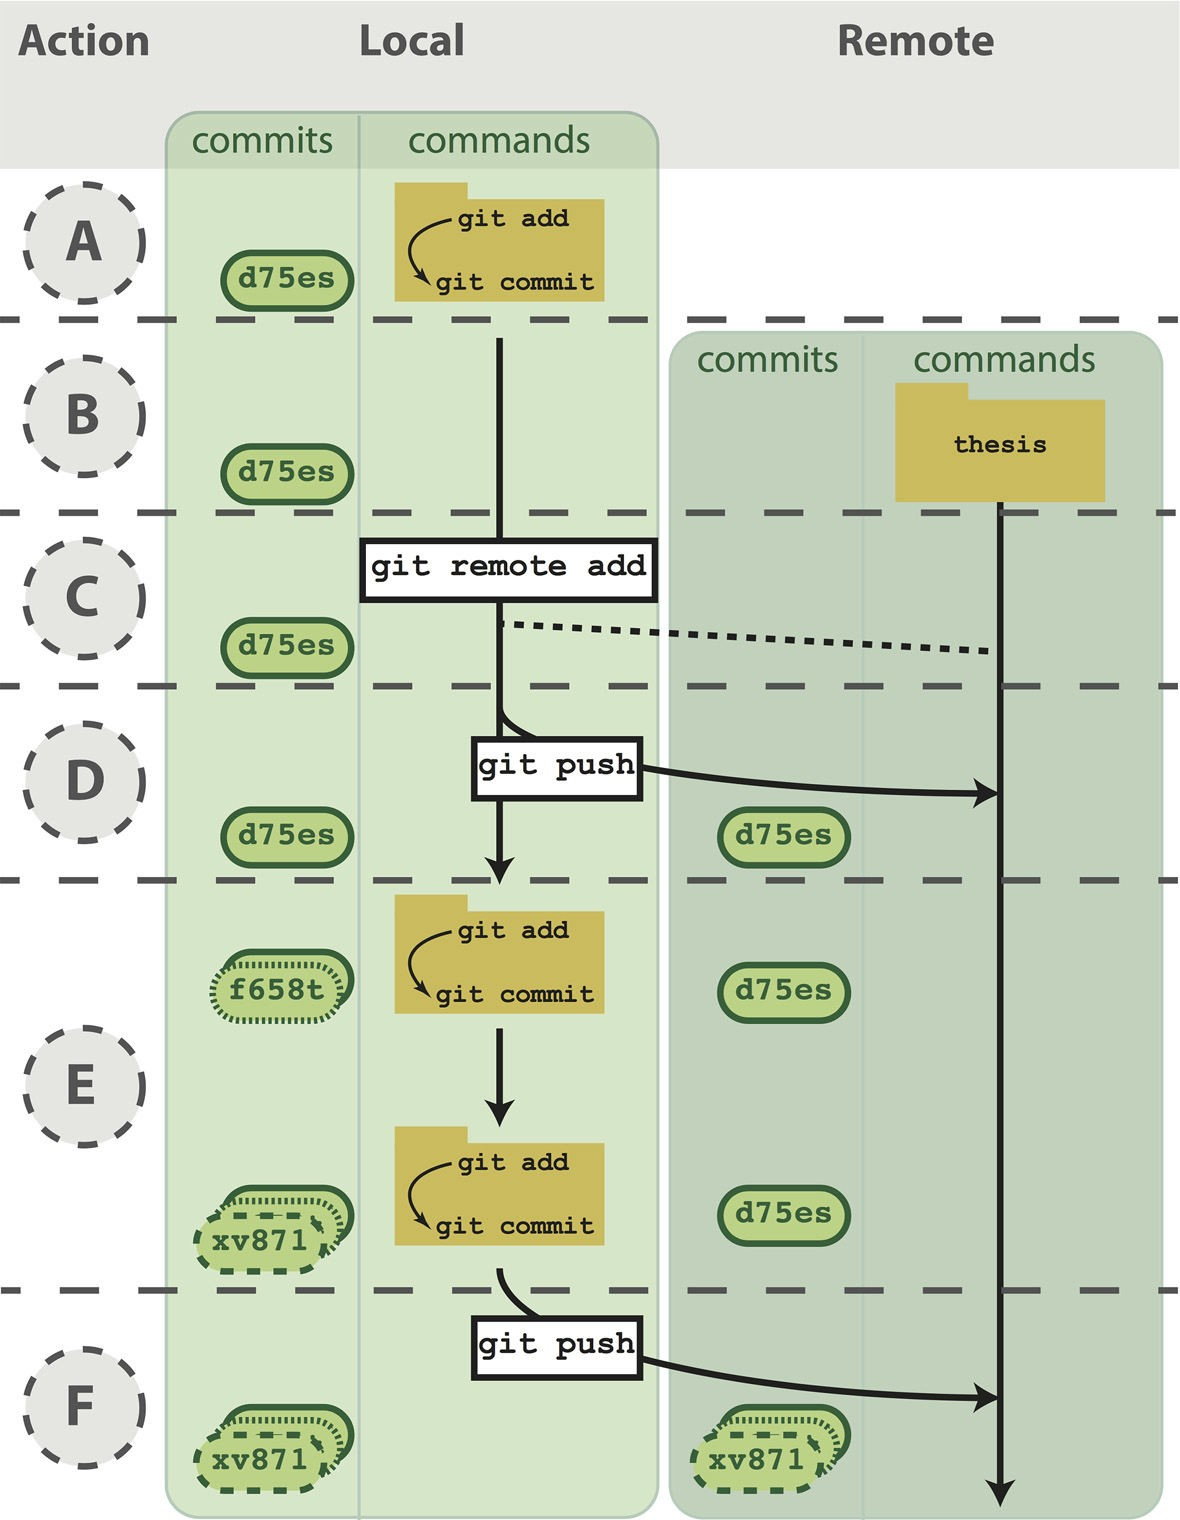 Action Local Remote
commits commands
A
git add
d75es git commit
commits commands
B
thesis
d75es
C
git remote add
d75es
D
git push
d75es d75es
git add
f658t git commit d75es
E
git add
xv871 git commit d75es
git push
F
xv871 xv871